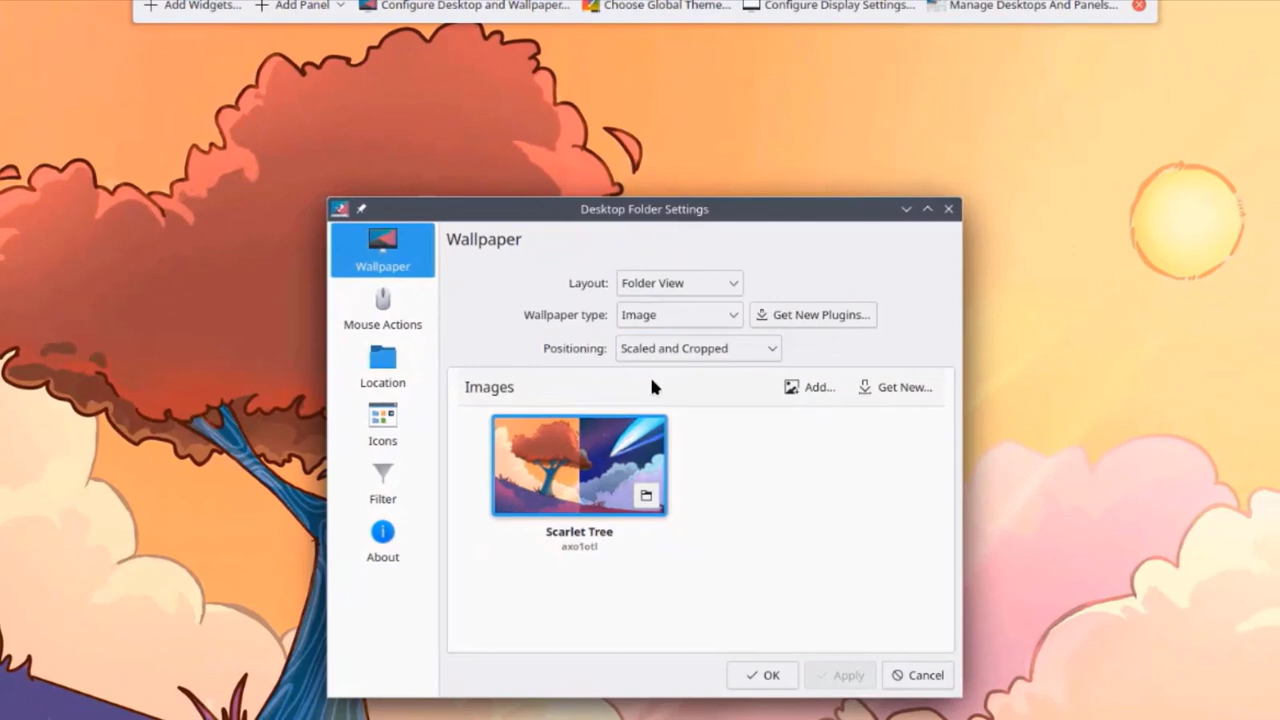 Add Widgets... Add Panel Configure Desktop and Wallpaper... Choose Global Theme... Configure Display Settings... Manage Desktops And Panels...
Desktop Folder Settings
Wallpaper
Mouse Actions
Location
Icons
Filter
About
Wallpaper
Layout: Folder View
Wallpaper type: Image Get New Plugins...
Positioning: Scaled and Cropped
Images Add... Get New...
Scarlet Tree
axo1otl
OK Apply Cancel